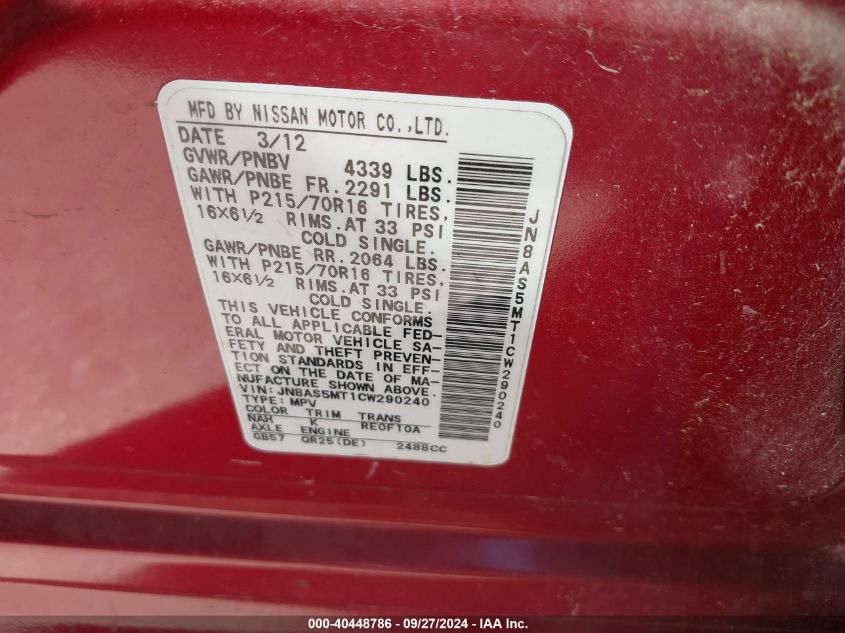 MFD BY NISSAN MOTOR CO.,LTD.
DATE 3/12
GVWR/PNBV 4339 LBS.
GAWR/PNBE FR. 2291 LBS.
WITH P215/70R16 TIRES,
16X6½ RIMS.AT 33 PSI
COLD SINGLE.
GAWR/PNBE RR. 2064 LBS.
WITH P215/70R16 TIRES,
16X6½ RIMS.AT 33 PSI
COLD SINGLE.
THIS VEHICLE CONFORMS
TO ALL APPLICABLE FED-
ERAL MOTOR VEHICLE SA-
FETY AND THEFT PREVEN-
TION STANDARDS IN EFF-
ECT ON THE DATE OF MA-
NUFACTURE SHOWN ABOVE.
VIN: JN8AS5MT1CW290240
TYPE: MPV
COLOR TRIM TRANS
NAH K RE0F10A
AXLE ENGINE
GB57 QR25(DE) 2488CC
JN8AS5MT1CW290240
000-40448786 - 09/27/2024 - IAA Inc.